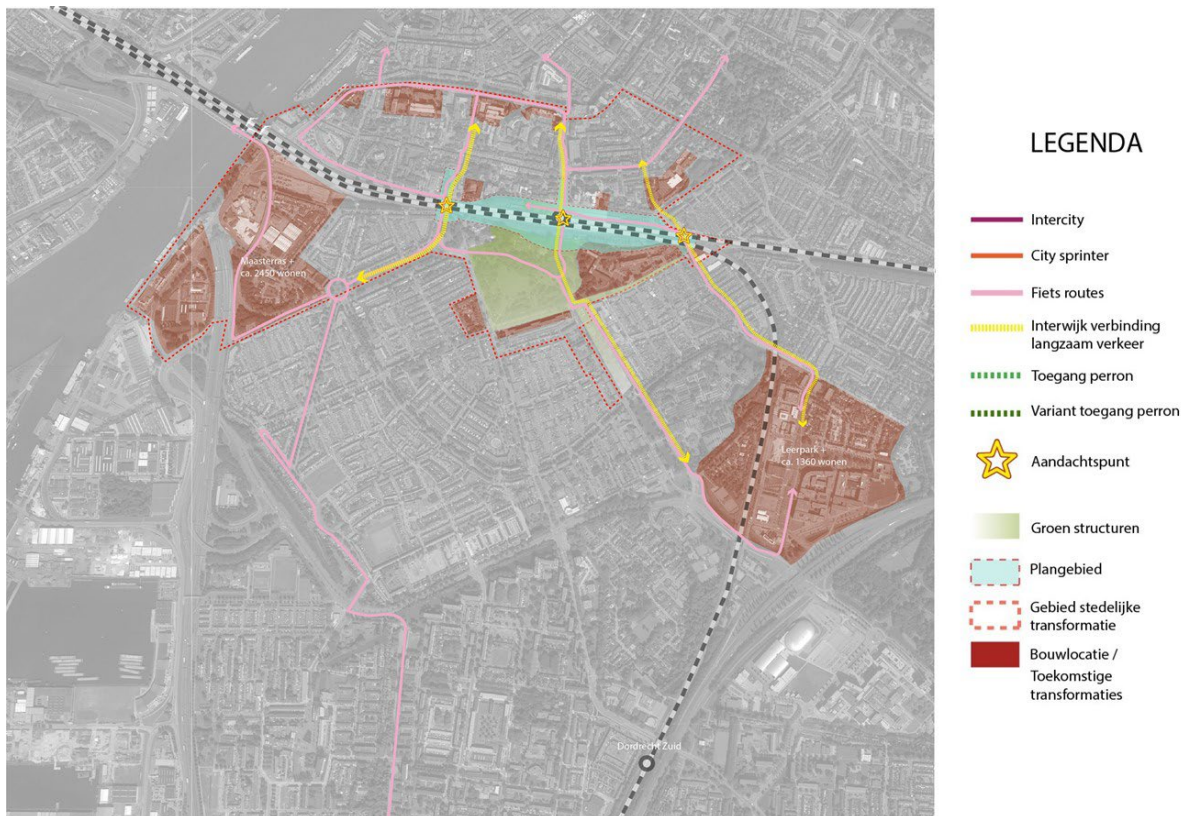 Maasterras +
ca. 2450 wonen
Leerpark +
ca. 1360 wonen
Dordrecht Zuid
LEGENDA
Intercity
City sprinter
Fiets routes
Interwijk verbinding
langzaam verkeer
Toegang perron
Variant toegang perron
Aandachtspunt
Groen structuren
Plangebied
Gebied stedelijke
transformatie
Bouwlocatie /
Toekomstige
transformaties